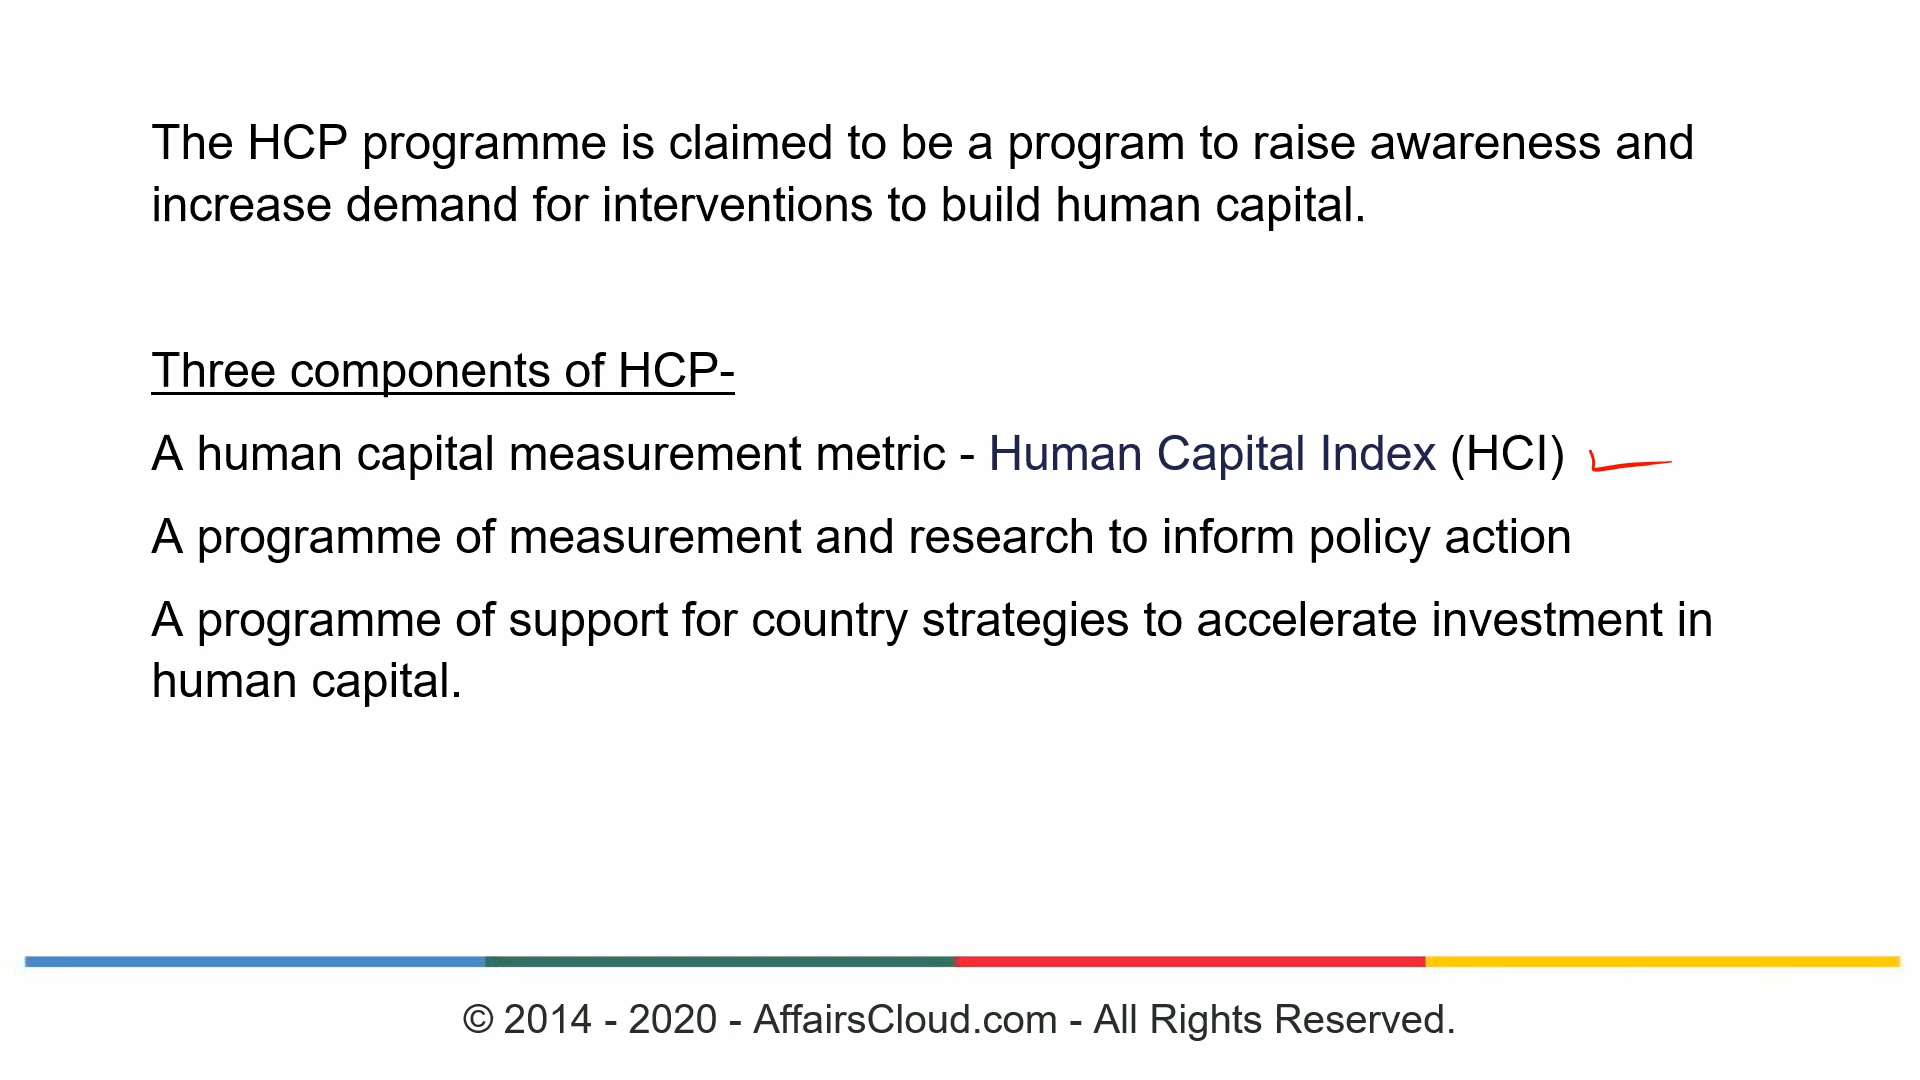 The HCP programme is claimed to be a program to raise awareness and
increase demand for interventions to build human capital.
Three components of HCP-
A human capital measurement metric - Human Capital Index (HCI)
A programme of measurement and research to inform policy action
A programme of support for country strategies to accelerate investment in
human capital.
© 2014 - 2020 - AffairsCloud.com - All Rights Reserved.